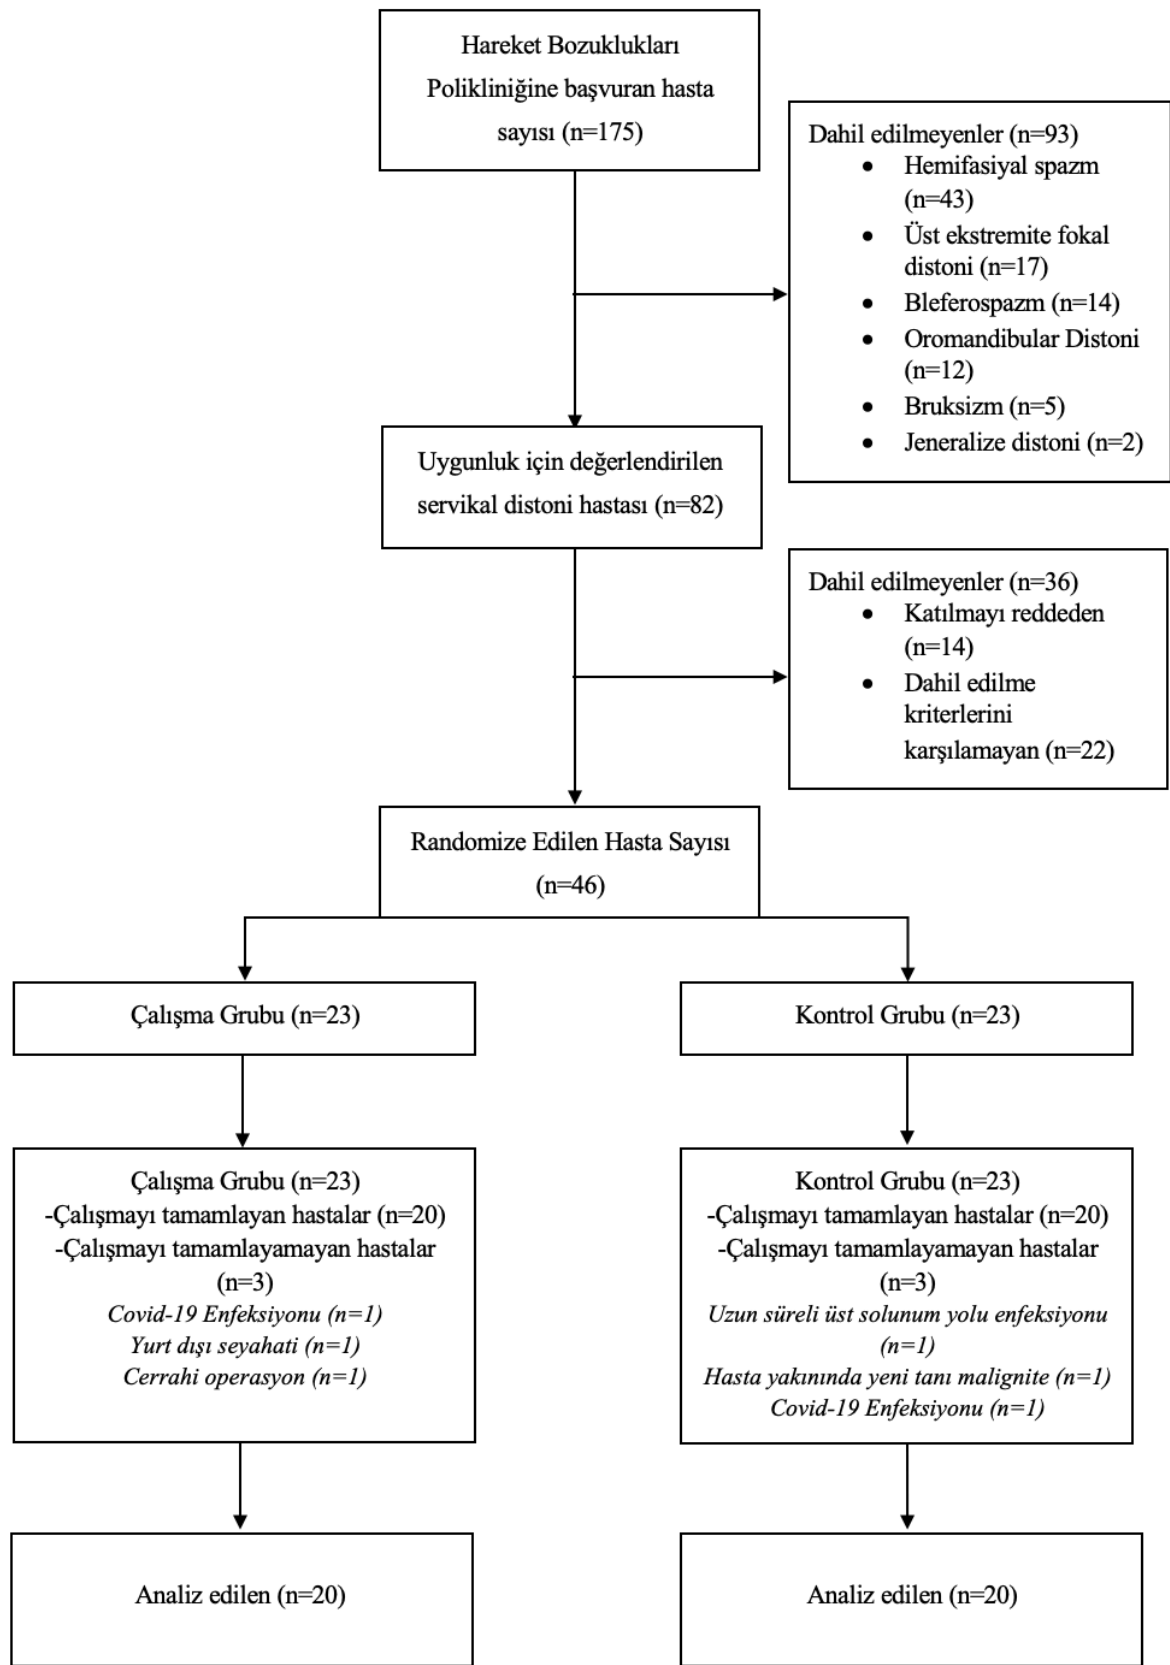 Hareket Bozuklukları
Polikliniğine başvuran hasta
sayısı (n=175)
Dahil edilmeyenler (n=93)
• Hemifasiyal spazm
(n=43)
• Üst ekstremite fokal
distoni (n=17)
• Bleferospazm (n=14)
• Oromandibular Distoni
(n=12)
• Bruksizm (n=5)
• Jeneralize distoni (n=2)
Uygunluk için değerlendirilen
servikal distoni hastası (n=82)
Dahil edilmeyenler (n=36)
• Katılmayı reddeden
(n=14)
• Dahil edilme
kriterlerini
karşılamayan (n=22)
Randomize Edilen Hasta Sayısı
(n=46)
Çalışma Grubu (n=23)
Kontrol Grubu (n=23)
Çalışma Grubu (n=23)
-Çalışmayı tamamlayan hastalar (n=20)
-Çalışmayı tamamlayamayan hastalar
(n=3)
Covid-19 Enfeksiyonu (n=1)
Yurt dışı seyahati (n=1)
Cerrahi operasyon (n=1)
Kontrol Grubu (n=23)
-Çalışmayı tamamlayan hastalar (n=20)
-Çalışmayı tamamlayamayan hastalar
(n=3)
Uzun süreli üst solunum yolu enfeksiyonu
(n=1)
Hasta yakınında yeni tanı malignite (n=1)
Covid-19 Enfeksiyonu (n=1)
Analiz edilen (n=20)
Analiz edilen (n=20)